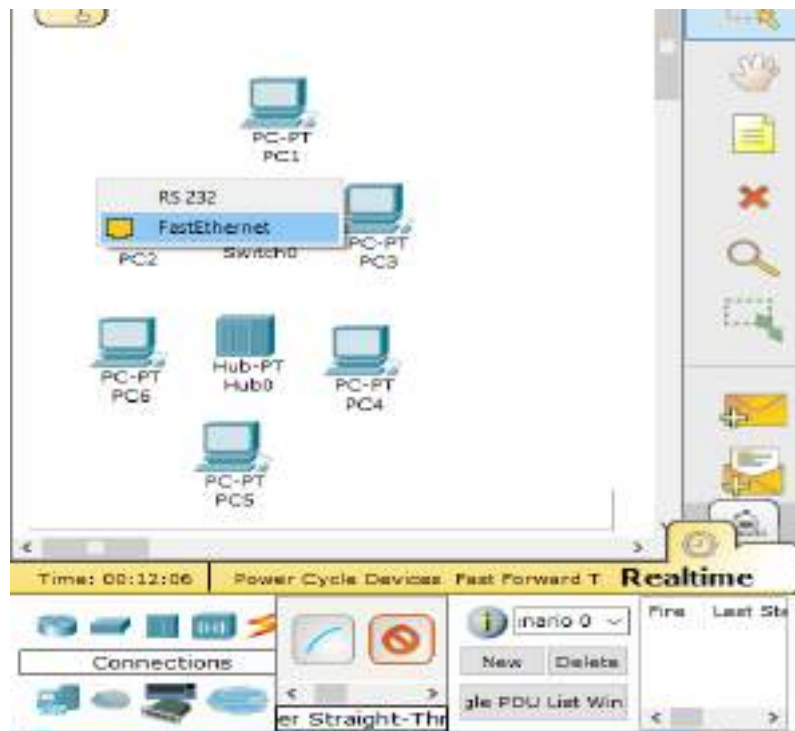 PC-PT
PC1
RS 232
FastEthernet
PC2
Switch0
PC-PT
PC3
PC-PT
PC6
Hub-PT
Hub0
PC-PT
PC4
PC-PT
PC5
Time: 00:12:06
Power Cycle Devices Fast Forward T
Realtime
Connections
er Straight-Thr
inario 0
New
Delete
gle PDU List Win
Fire
Last Sta